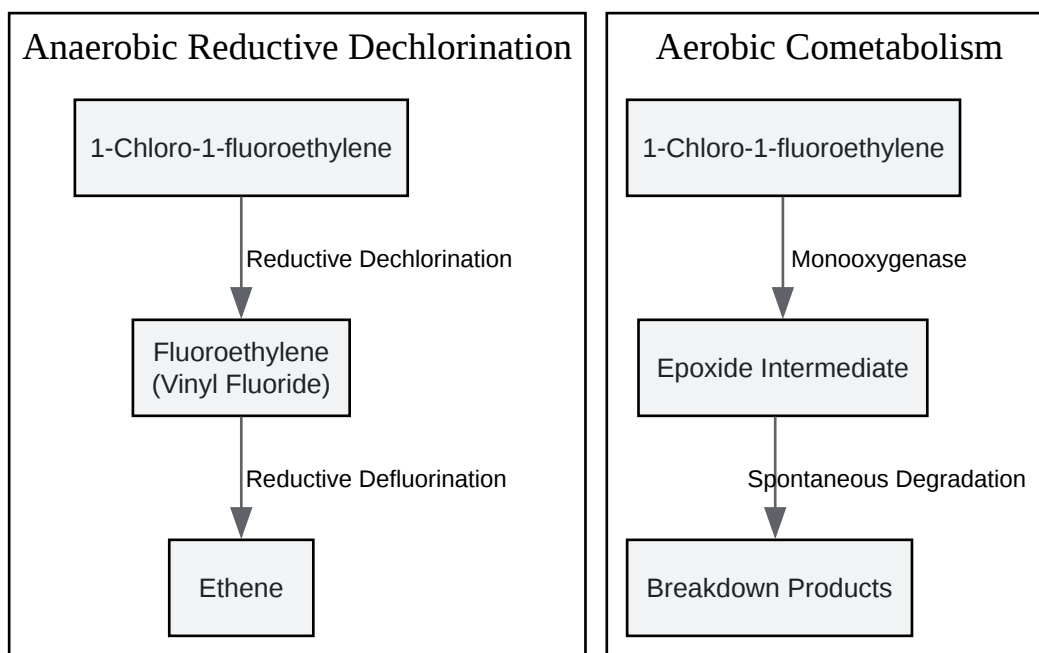 Anaerobic Reductive Dechlorination
1-Chloro-1-fluoroethylene
Reductive Dechlorination
Fluoroethylene
(Vinyl Fluoride)
Reductive Defluorination
Ethene
Aerobic Cometabolism
1-Chloro-1-fluoroethylene
Monooxygenase
Epoxide Intermediate
Spontaneous Degradation
Breakdown Products